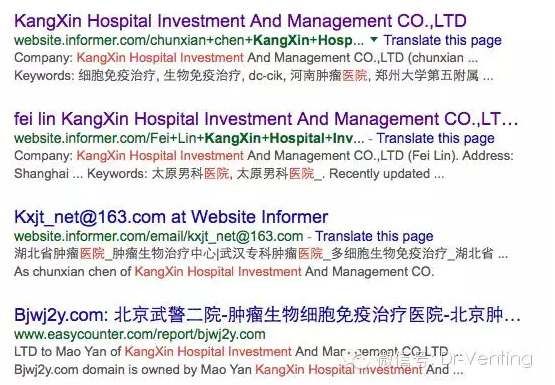 KangXin Hospital Investment and Management CO.,LTD
website.informer.com/chunxian+chen+KangXin+Hosp... ▾ Translate this page
Company: KangXin Hospital Investment And Management CO.,LTD (chunxian ...
Keywords: 细胞免疫治疗, 生物免疫治疗, dc-cik, 河南肿瘤医院, 郑州大学第五附属 ...
fei lin KangXin Hospital Investment and Management CO.,LT...
website.informer.com/Fei+Lin+KangXin+Hospital+Inv... - Translate this page
Company: KangXin Hospital Investment And Management CO.,LTD (Fei Lin). Address:
Shanghai ... Keywords: 太原男科医院, 太原男科医院_. Recently updated ...
Kxjt_net@163.com at Website Informer
website.informer.com/email/kxjt_net@163.com - Translate this page
湖北省肿瘤医院_肿瘤生物治疗中心|武汉专科肿瘤医院_多细胞生物免疫治疗_湖北省 ...
As chunxian chen of KangXin Hospital Investment And Management CO.
Bjwj2y.com: 北京武警二院-肿瘤生物细胞免疫治疗医院-北京肿...
www.easycounter.com/report/bjwj2y.com
LTD to Mao Yan of KangXin Hospital Investment And Management CO LTD
Bjwj2y.com domain is owned by Mao Yan KangXin Hospital Investment And ...
微信号: Dr-Venting